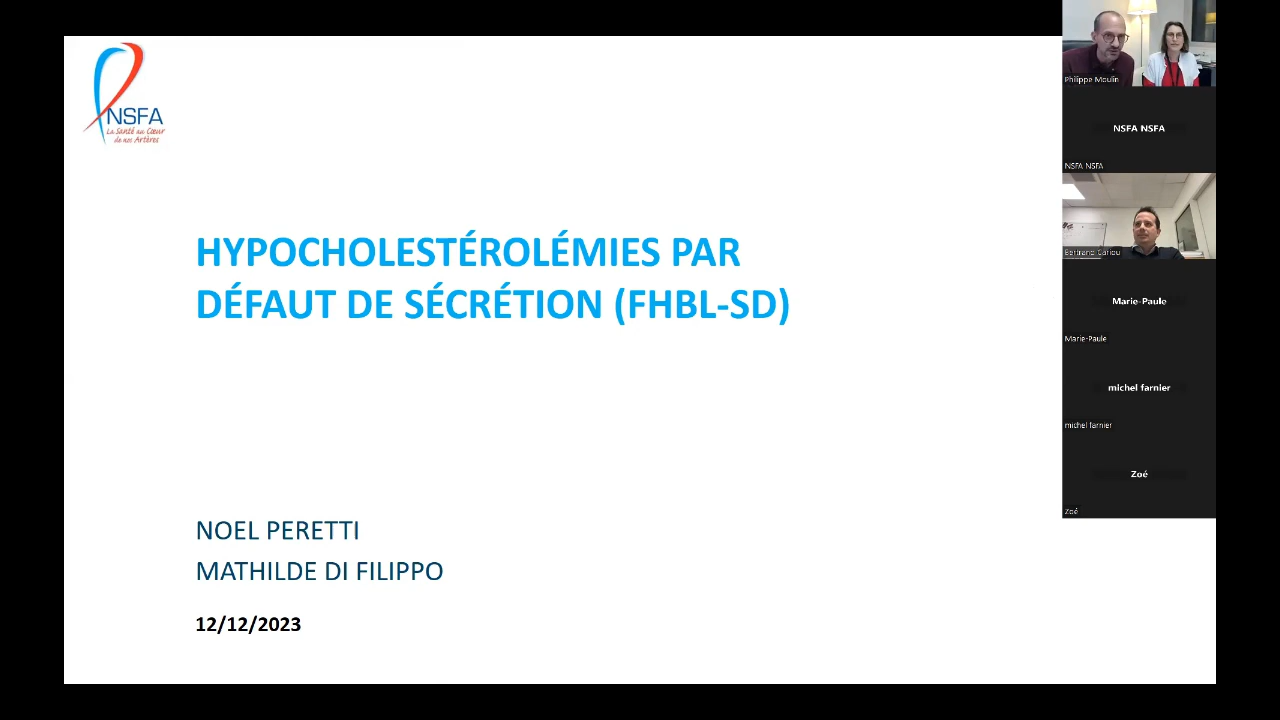 NSFA
La Santé au Cœur
de nos Artères
HYPOCHOLESTÉROLÉMIES PAR
DÉFAUT DE SÉCRÉTION (FHBL-SD)
NOEL PERETTI
MATHILDE DI FILIPPO
12/12/2023
Philippe Moulin
NSFA NSFA
NSFA NSFA
Bertrand Cariou
Marie-Paule
Marie-Paule
michel farnier
michel farnier
Zoé
Zoé